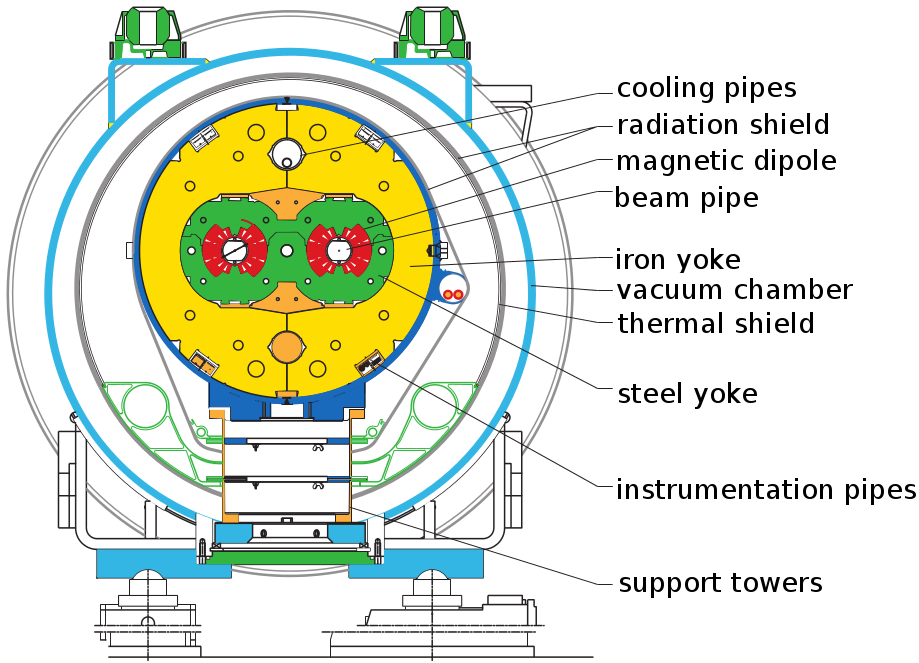 cooling pipes
radiation shield
magnetic dipole
beam pipe
iron yoke
vacuum chamber
thermal shield
steel yoke
instrumentation pipes
support towers